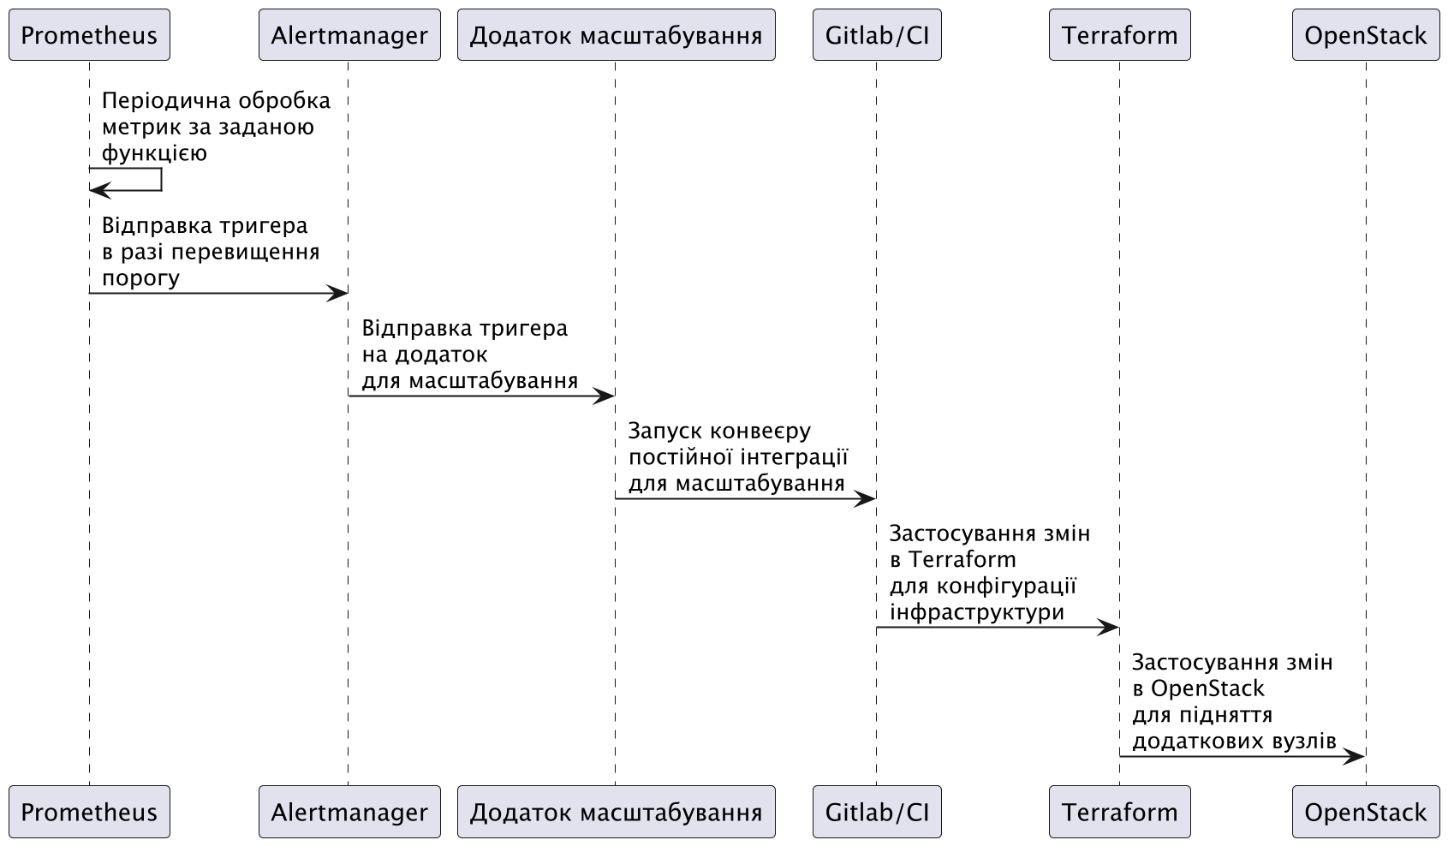 Prometheus
Alertmanager
Додаток масштабування
Gitlab/CI
Terraform
OpenStack
Періодична обробка
метрик за заданою
функцією
Відправка тригера
в разі перевищення
порогу
Відправка тригера
на додаток
для масштабування
Запуск конвеєру
постійної інтеграції
для масштабування
Застосування змін
в Terraform
для конфігурації
інфраструктури
Застосування змін
в OpenStack
для підняття
додаткових вузлів
Prometheus
Alertmanager
Додаток масштабування
Gitlab/CI
Terraform
OpenStack